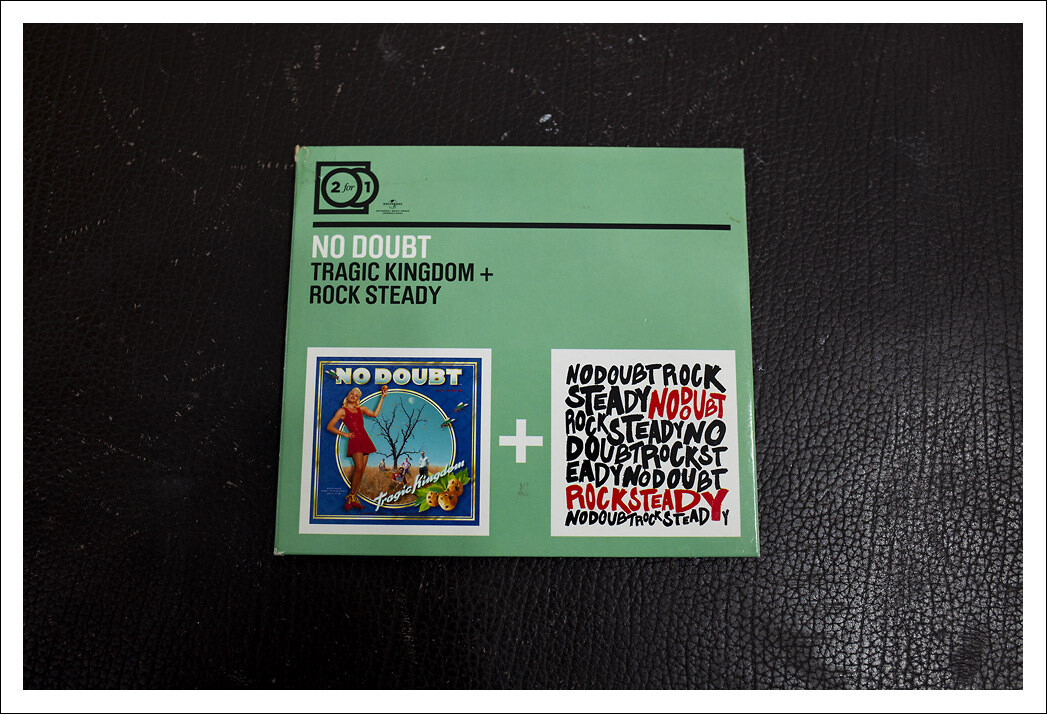 2 for 1
UNIVERSAL
NO DOUBT
TRAGIC KINGDOM +
ROCK STEADY
NO DOUBT
Tragic Kingdom
+
NODOUBTROCK
STEADYNODOUBT
ROCKSTEADYNO
DOUBTROCKST
EADYNODOUBT
ROCKSTEADY
NODOUBTROCKSTEADY